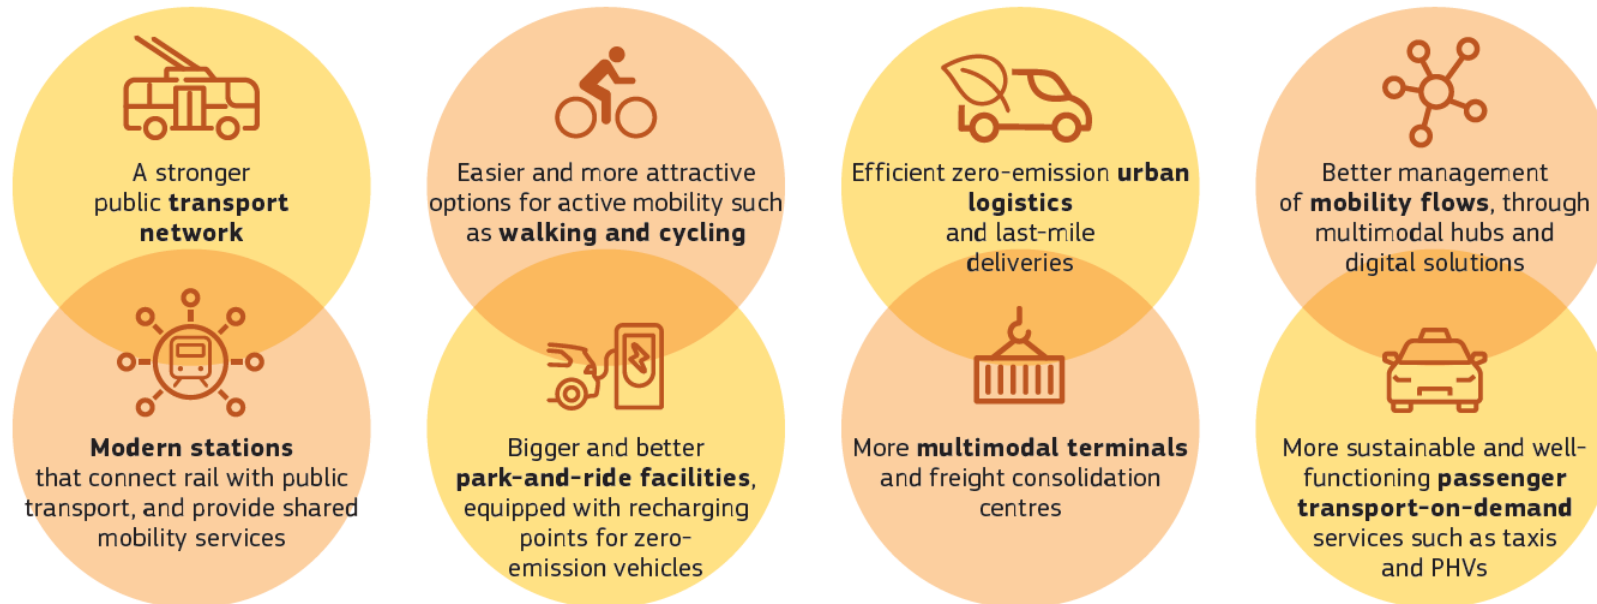 A stronger
public transport
network
Easier and more attractive
options for active mobility such
as walking and cycling
Efficient zero-emission urban
logistics
and last-mile
deliveries
Better management
of mobility flows, through
multimodal hubs and
digital solutions
Modern stations
that connect rail with public
transport, and provide shared
mobility services
Bigger and better
park-and-ride facilities,
equipped with recharging
points for zero-
emission vehicles
More multimodal terminals
and freight consolidation
centres
More sustainable and well-
functioning passenger
transport-on-demand
services such as taxis
and PHVs